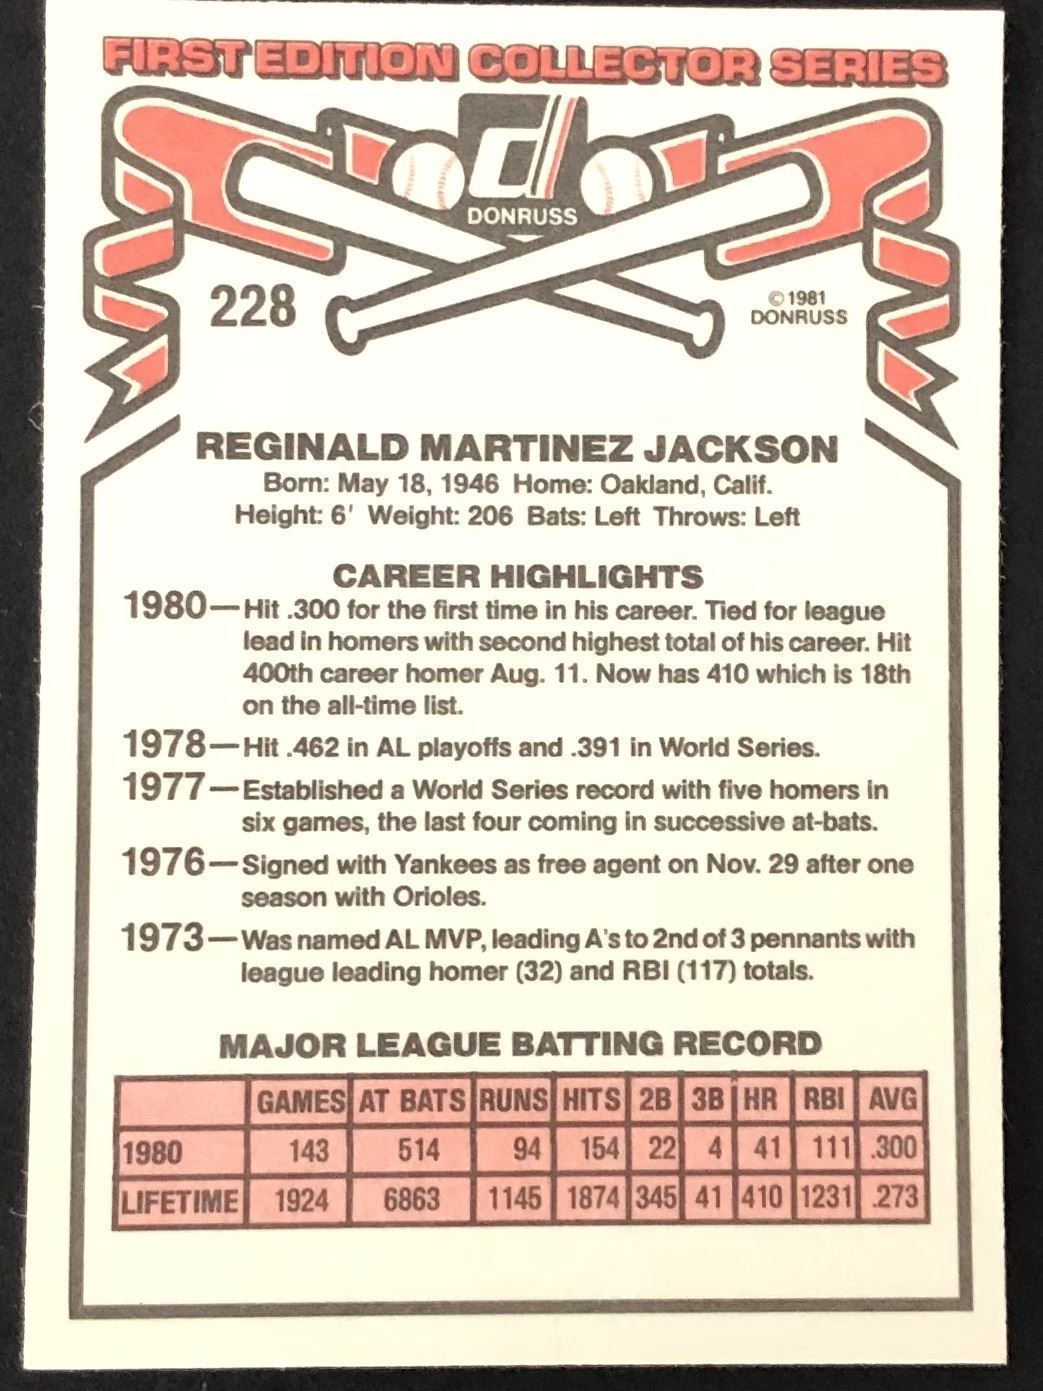 FIRST EDITION COLLECTOR SERIES
d
DONRUSS
228
© 1981
DONRUSS
REGINALD MARTINEZ JACKSON
Born: May 18, 1946 Home: Oakland, Calif.
Height: 6' Weight: 206 Bats: Left Throws: Left
CAREER HIGHLIGHTS
1980—Hit .300 for the first time in his career. Tied for league
lead in homers with second highest total of his career. Hit
400th career homer Aug. 11. Now has 410 which is 18th
on the all-time list.
1978—Hit .462 in AL playoffs and .391 in World Series.
1977—Established a World Series record with five homers in
six games, the last four coming in successive at-bats.
1976—Signed with Yankees as free agent on Nov. 29 after one
season with Orioles.
1973—Was named AL MVP, leading A's to 2nd of 3 pennants with
league leading homer (32) and RBI (117) totals.
MAJOR LEAGUE BATTING RECORD
GAMES AT BATS RUNS HITS 2B 3B HR RBI AVG
1980 143 514 94 154 22 4 41 111 .300
LIFETIME 1924 6863 1145 1874 345 41 410 1231 .273